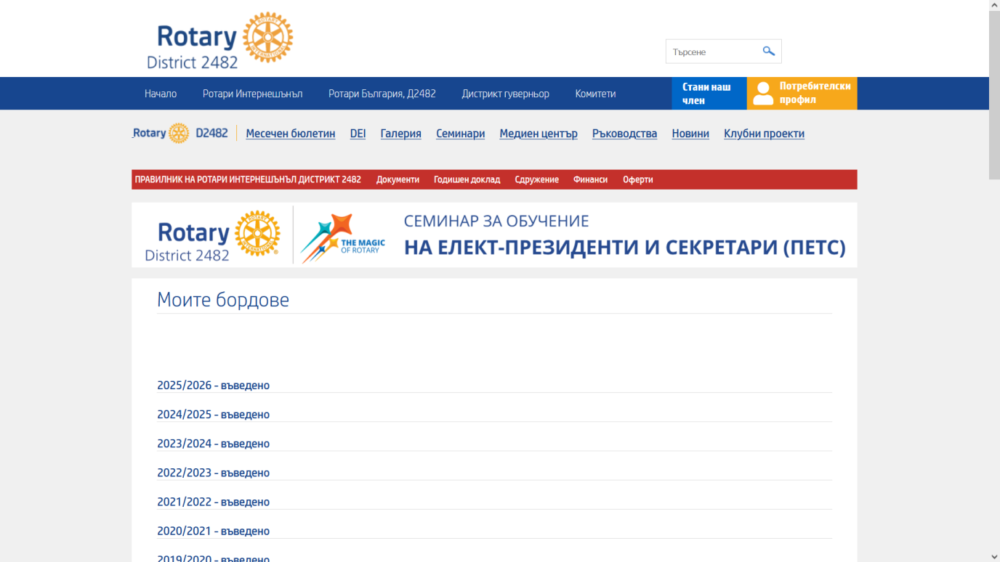 Rotary
District 2482
Търсене
Начало Ротари Интернешънъл Ротари България, Д2482 Дистрикт гуверньор Комитети
Стани наш
член
Потребителски
профил
Rotary D2482 Месечен бюлетин DEI Галерия Семинари Медиен център Ръководства Новини Клубни проекти
ПРАВИЛНИК НА РОТАРИ ИНТЕРНЕШЪНЪЛ ДИСТРИКТ 2482 Документи Годишен доклад Сдружение Финанси Оферти
Rotary
District 2482
THE MAGIC
OF ROTARY
СЕМИНАР ЗА ОБУЧЕНИЕ
НА ЕЛЕКТ-ПРЕЗИДЕНТИ И СЕКРЕТАРИ (ПЕТС)
Моите бордове
2025/2026 - въведено
2024/2025 - въведено
2023/2024 - въведено
2022/2023 - въведено
2021/2022 - въведено
2020/2021 - въведено
2019/2020 - въведено